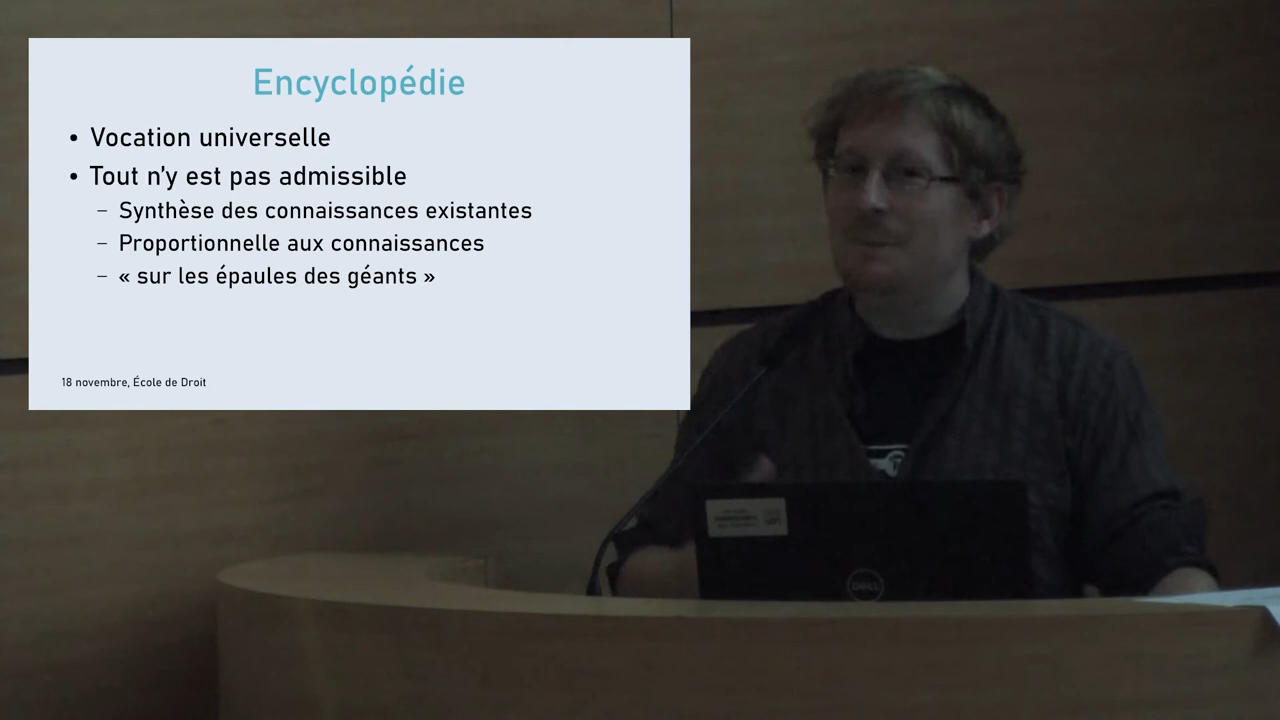 Encyclopédie
• Vocation universelle
• Tout n'y est pas admissible
– Synthèse des connaissances existantes
– Proportionnelle aux connaissances
– « sur les épaules des géants »
18 novembre, École de Droit
DELL